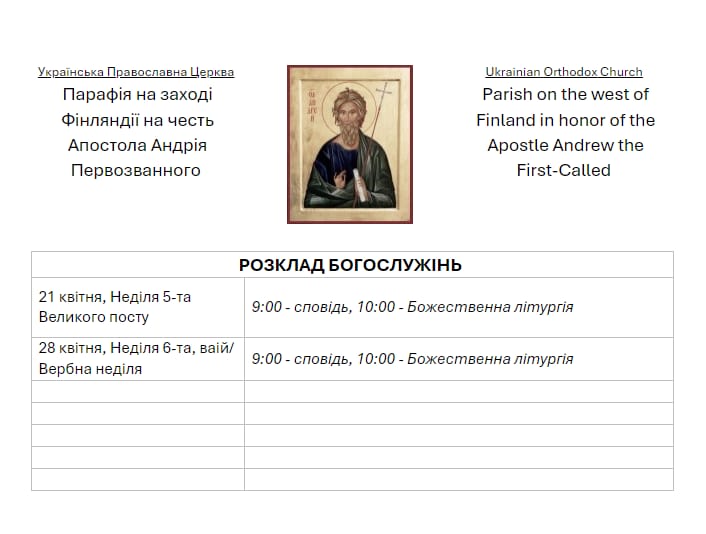 Українська Православна Церква
Парафія на заході
Фінляндії на честь
Апостола Андрія
Первозванного
Ukrainian Orthodox Church
Parish on the west of
Finland in honor of the
Apostle Andrew the
First-Called
РОЗКЛАД БОГОСЛУЖІНЬ
21 квітня, Неділя 5-та
Великого посту
9:00 - сповідь, 10:00 - Божественна літургія
28 квітня, Неділя 6-та, ваій/
Вербна неділя
9:00 - сповідь, 10:00 - Божественна літургія